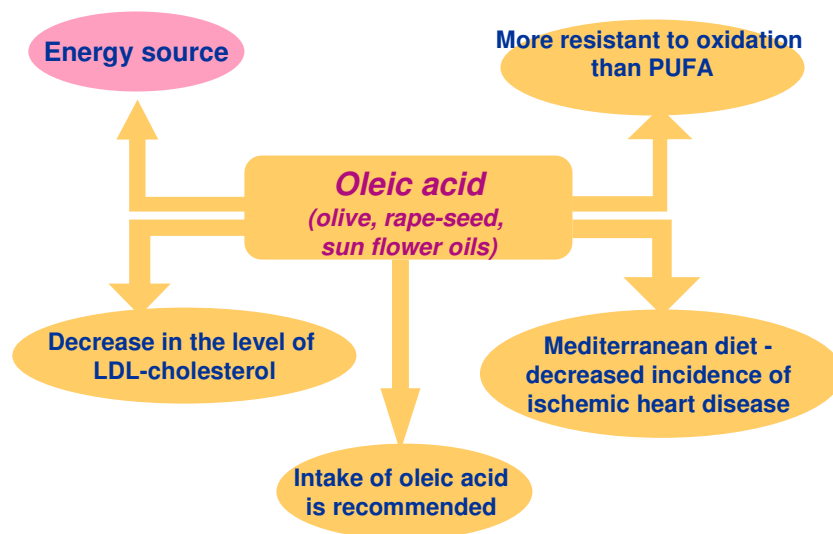 Energy source
More resistant to oxidation
than PUFA
Oleic acid
(olive, rape-seed,
sun flower oils)
Decrease in the level of
LDL-cholesterol
Mediterranean diet -
decreased incidence of
ischemic heart disease
Intake of oleic acid
is recommended